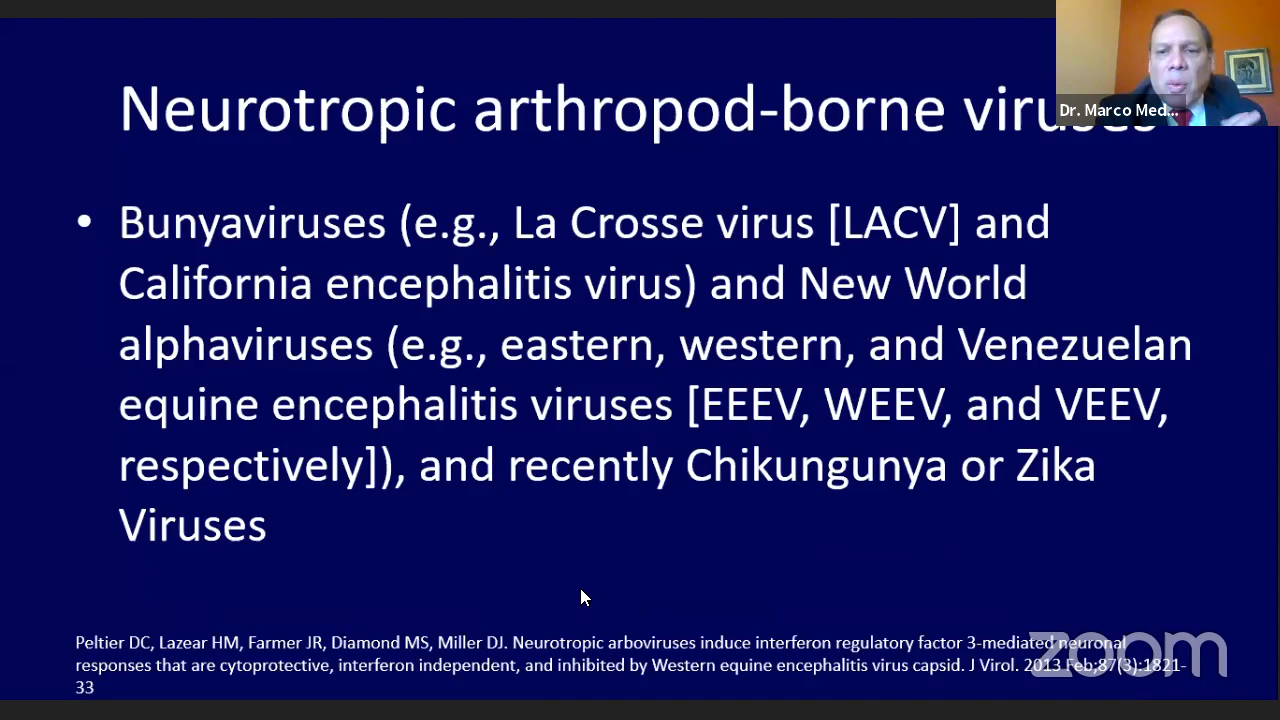 Neurotropic arthropod-borne viruses
Dr. Marco Med...
• Bunyaviruses (e.g., La Crosse virus [LACV] and
California encephalitis virus) and New World
alphaviruses (e.g., eastern, western, and Venezuelan
equine encephalitis viruses [EEEV, WEEV, and VEEV,
respectively]), and recently Chikungunya or Zika
Viruses
Peltier DC, Lazear HM, Farmer JR, Diamond MS, Miller DJ. Neurotropic arboviruses induce interferon regulatory factor 3-mediated neuronal
responses that are cytoprotective, interferon independent, and inhibited by Western equine encephalitis virus capsid. J Virol. 2013 Feb;87(3):1821-
33
zoom